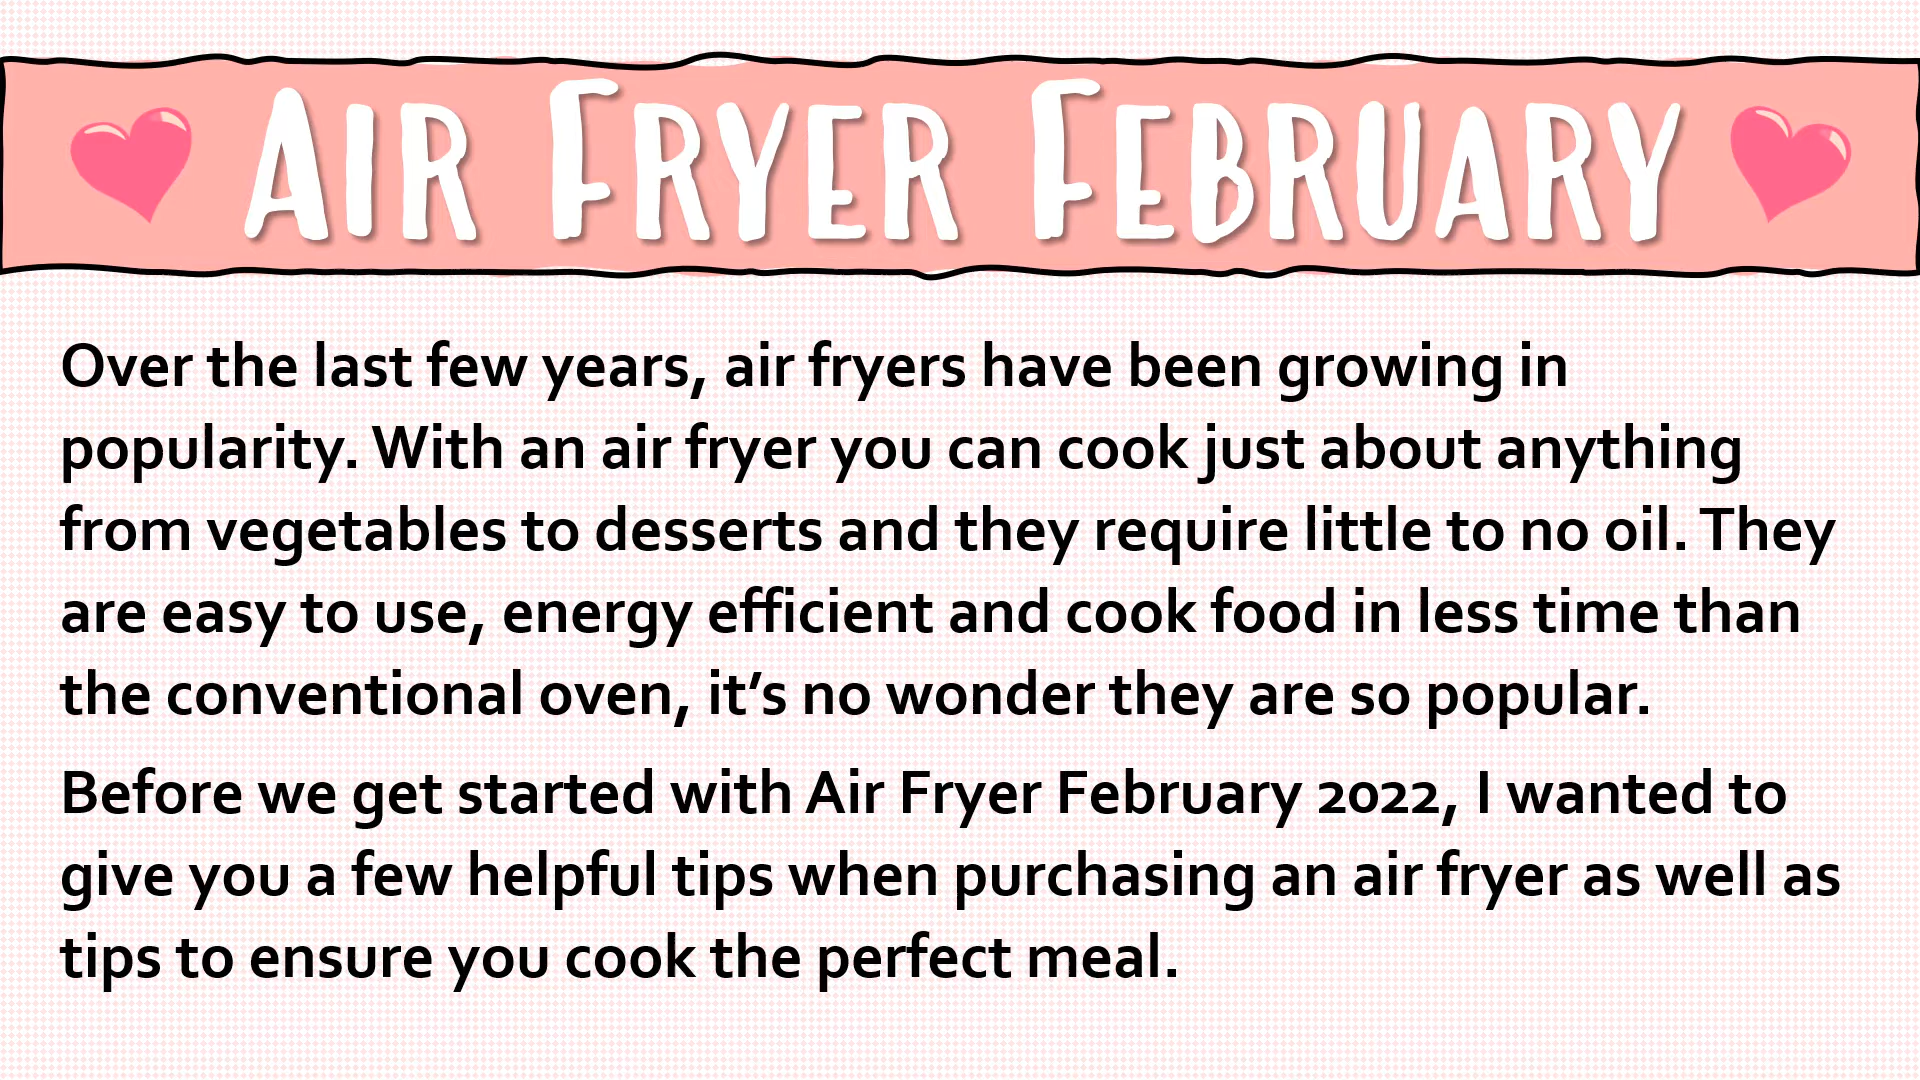 Air Fryer February
Over the last few years, air fryers have been growing in
popularity. With an air fryer you can cook just about anything
from vegetables to desserts and they require little to no oil. They
are easy to use, energy efficient and cook food in less time than
the conventional oven, it’s no wonder they are so popular.
Before we get started with Air Fryer February 2022, I wanted to
give you a few helpful tips when purchasing an air fryer as well as
tips to ensure you cook the perfect meal.